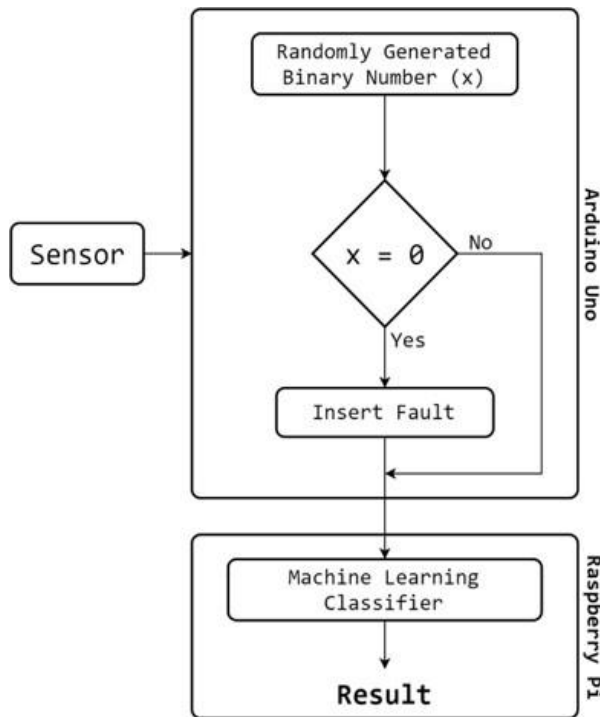 Randomly Generated
Binary Number (x)
Sensor
x = 0
No
Yes
Insert Fault
Arduino Uno
Machine Learning
Classifier
Result
Raspberry Pi